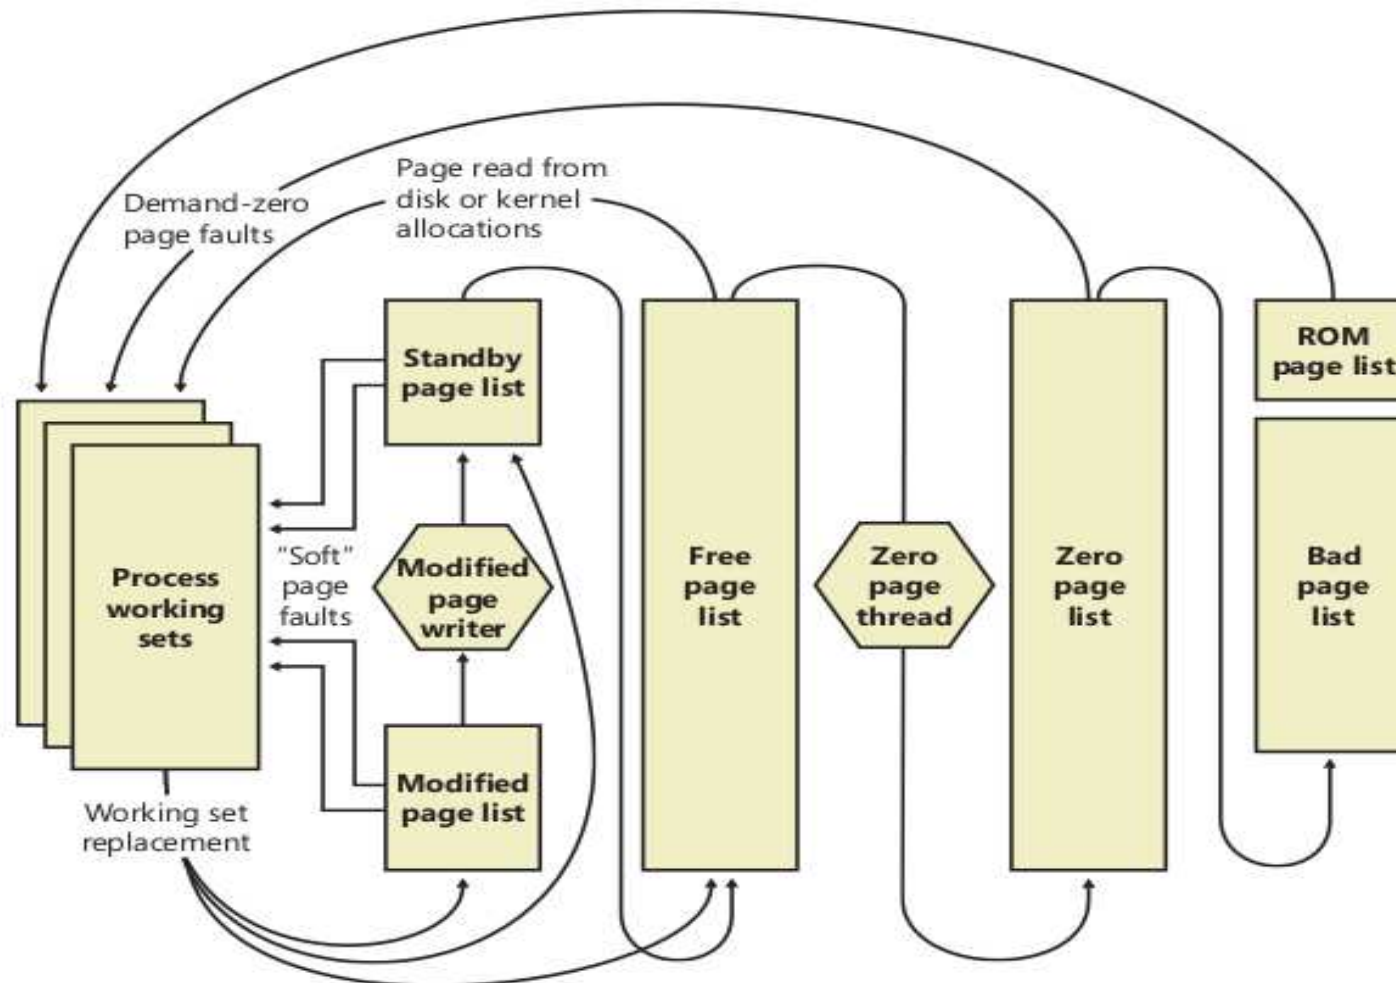 Page read from
disk or kernel
allocations
Demand-zero
page faults
Standby
page list
ROM
page list
"Soft"
page
faults
Process
working
sets
Modified
page
writer
Free
page
list
Zero
page
thread
Zero
page
list
Bad
page
list
Modified
page list
Working set
replacement